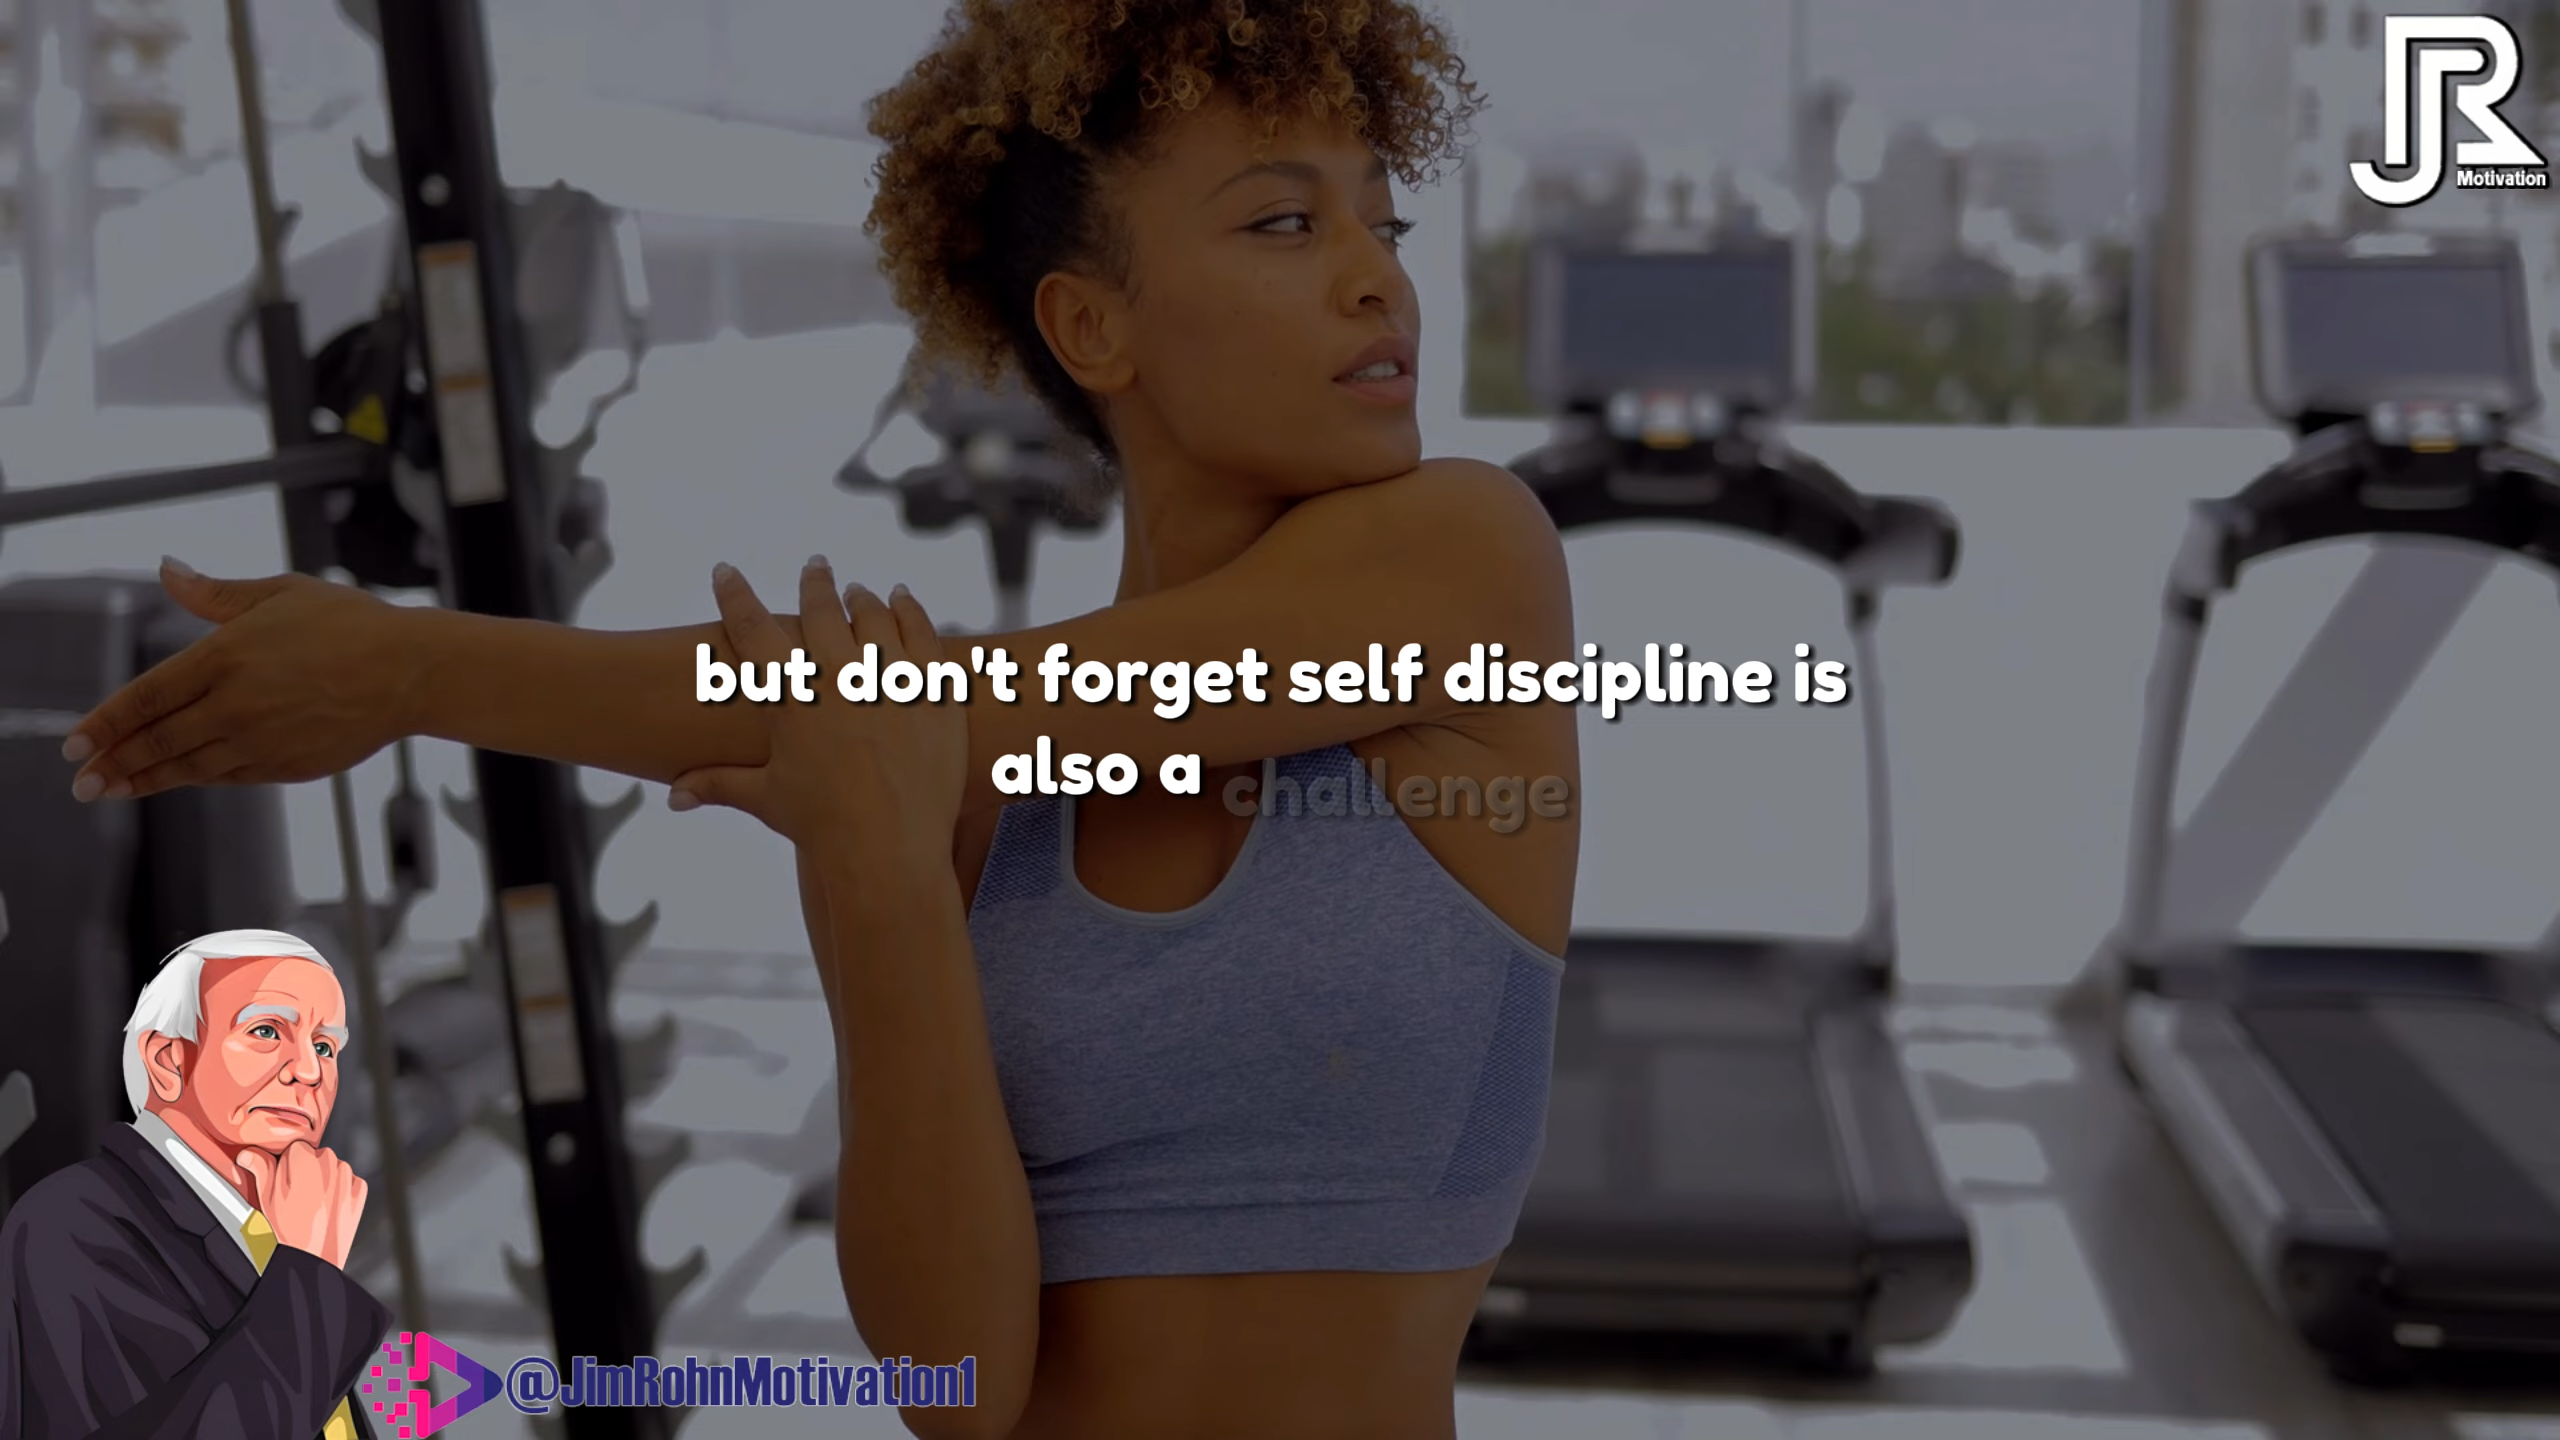 JR
Motivation
but don't forget self discipline is
also a challenge
@JimRohnMotivation1